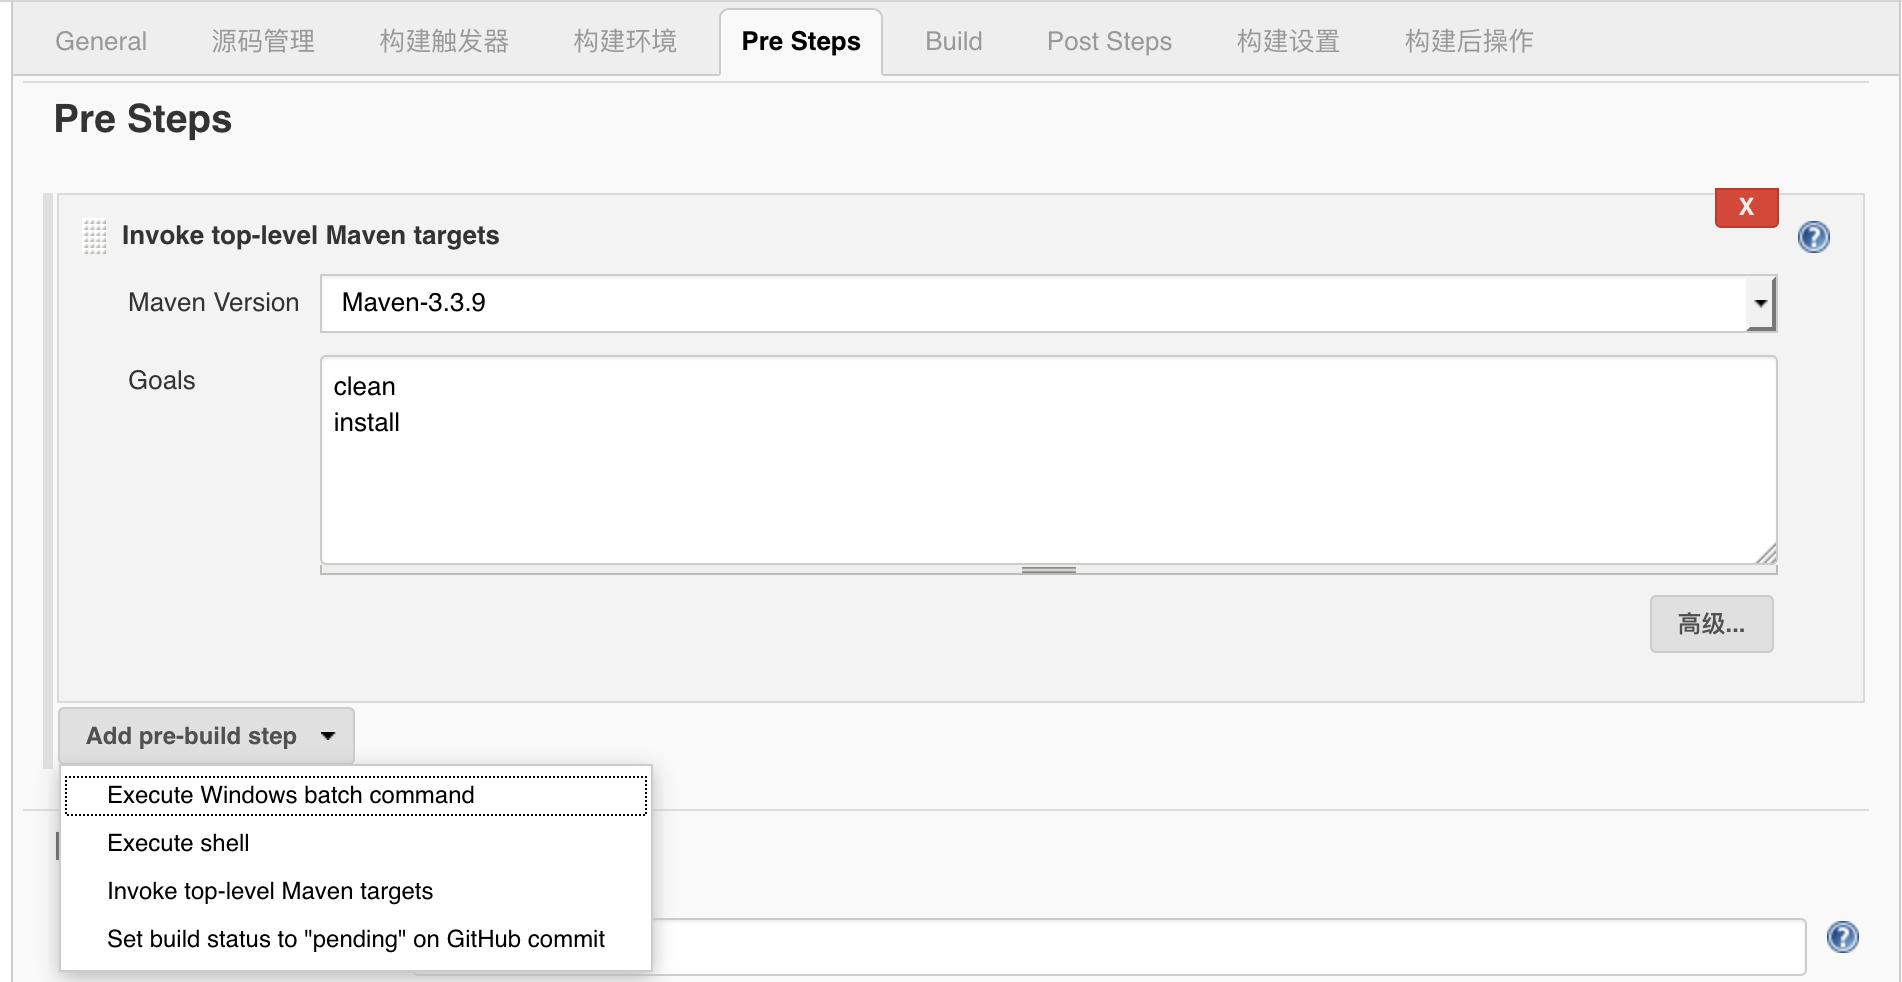 General 源码管理 构建触发器 构建环境 Pre Steps Build Post Steps 构建设置 构建后操作
Pre Steps
X
Invoke top-level Maven targets
Maven Version Maven-3.3.9
Goals clean
install
高级...
Add pre-build step
Execute Windows batch command
Execute shell
Invoke top-level Maven targets
Set build status to "pending" on GitHub commit